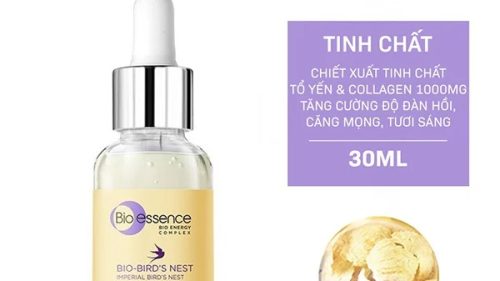 TINH CHẤT
CHIẾT XUẤT TINH CHẤT
TỔ YẾN & COLLAGEN 1000MG
TĂNG CƯỜNG ĐỘ ĐÀN HỒI,
CĂNG MỌNG, TƯƠI SÁNG
30ML
Bio essence
BIO ENERGY
COMPLEX
BIO-BIRD'S NEST
IMPERIAL BIRD'S NEST